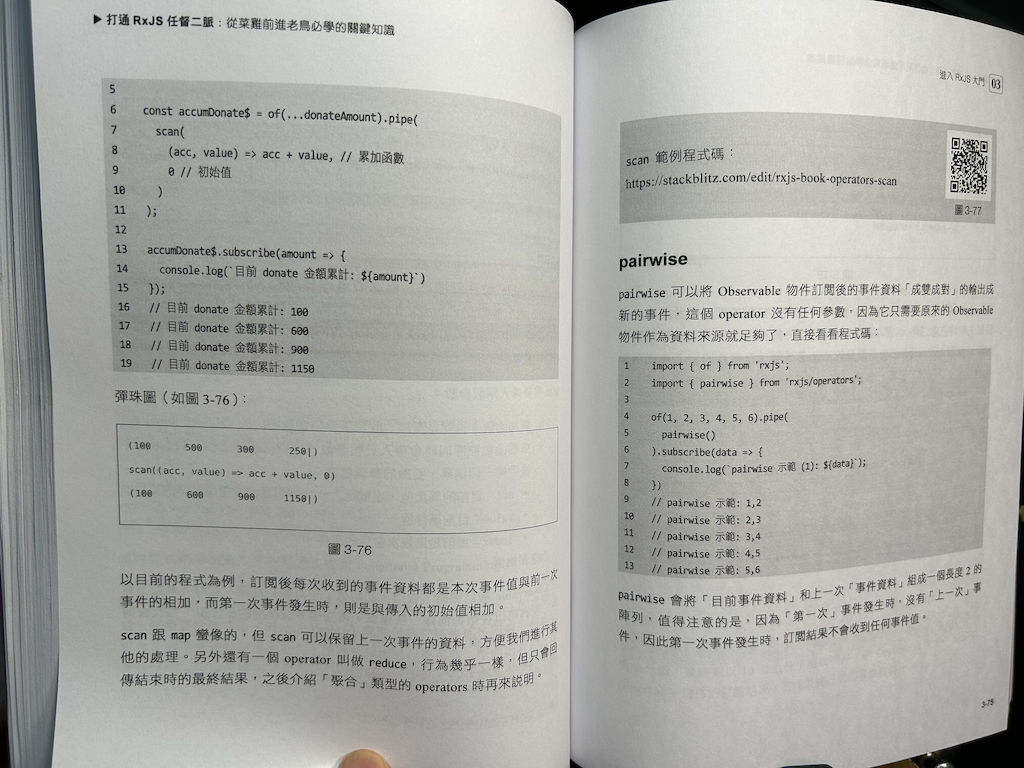 ▶ 打通 RxJS 任督二脈：從菜雞前進老鳥必學的關鍵知識
5
6 const accumDonate$ = of(...donateAmount).pipe(
7 scan(
8 (acc, value) => acc + value, // 累加函數
9 0 // 初始值
10 )
11 );
12
13 accumDonate$.subscribe(amount => {
14 console.log(`目前 donate 金額累計: ${amount}`)
15 });
16 // 目前 donate 金額累計: 100
17 // 目前 donate 金額累計: 600
18 // 目前 donate 金額累計: 900
19 // 目前 donate 金額累計: 1150
彈珠圖（如圖 3-76）：
(100 500 300 250|)
scan((acc, value) => acc + value, 0)
(100 600 900 1150|)
圖 3-76
以目前的程式為例，訂閱後每次收到的事件資料都是本次事件值與前一次
事件的相加，而第一次事件發生時，則是與傳入的初始值相加。
scan 跟 map 蠻像的，但 scan 可以保留上一次事件的資料，方便我們進行其
他的處理。另外還有一個 operator 叫做 reduce，行為幾乎一樣，但只會回
傳結束時的最終結果，之後介紹「聚合」類型的 operators 時再來說明。
進入 RxJS 大門 03
scan 範例程式碼：
https://stackblitz.com/edit/rxjs-book-operators-scan
圖 3-77
pairwise
pairwise 可以將 Observable 物件訂閱後的事件資料「成雙成對」的輸出成
新的事件，這個 operator 沒有任何參數，因為它只需要原來的 Observable
物件作為資料來源就足夠了，直接看看程式碼：
1 import { of } from 'rxjs';
2 import { pairwise } from 'rxjs/operators';
3
4 of(1, 2, 3, 4, 5, 6).pipe(
5 pairwise()
6 ).subscribe(data => {
7 console.log(`pairwise 示範 (1): ${data}`);
8 })
9 // pairwise 示範: 1,2
10 // pairwise 示範: 2,3
11 // pairwise 示範: 3,4
12 // pairwise 示範: 4,5
13 // pairwise 示範: 5,6
pairwise 會將「目前事件資料」和上一次「事件資料」組成一個長度 2 的
陣列，值得注意的是，因為「第一次」事件發生時，沒有「上一次」事
件，因此第一次事件發生時，訂閱結果不會收到任何事件值。
3-75